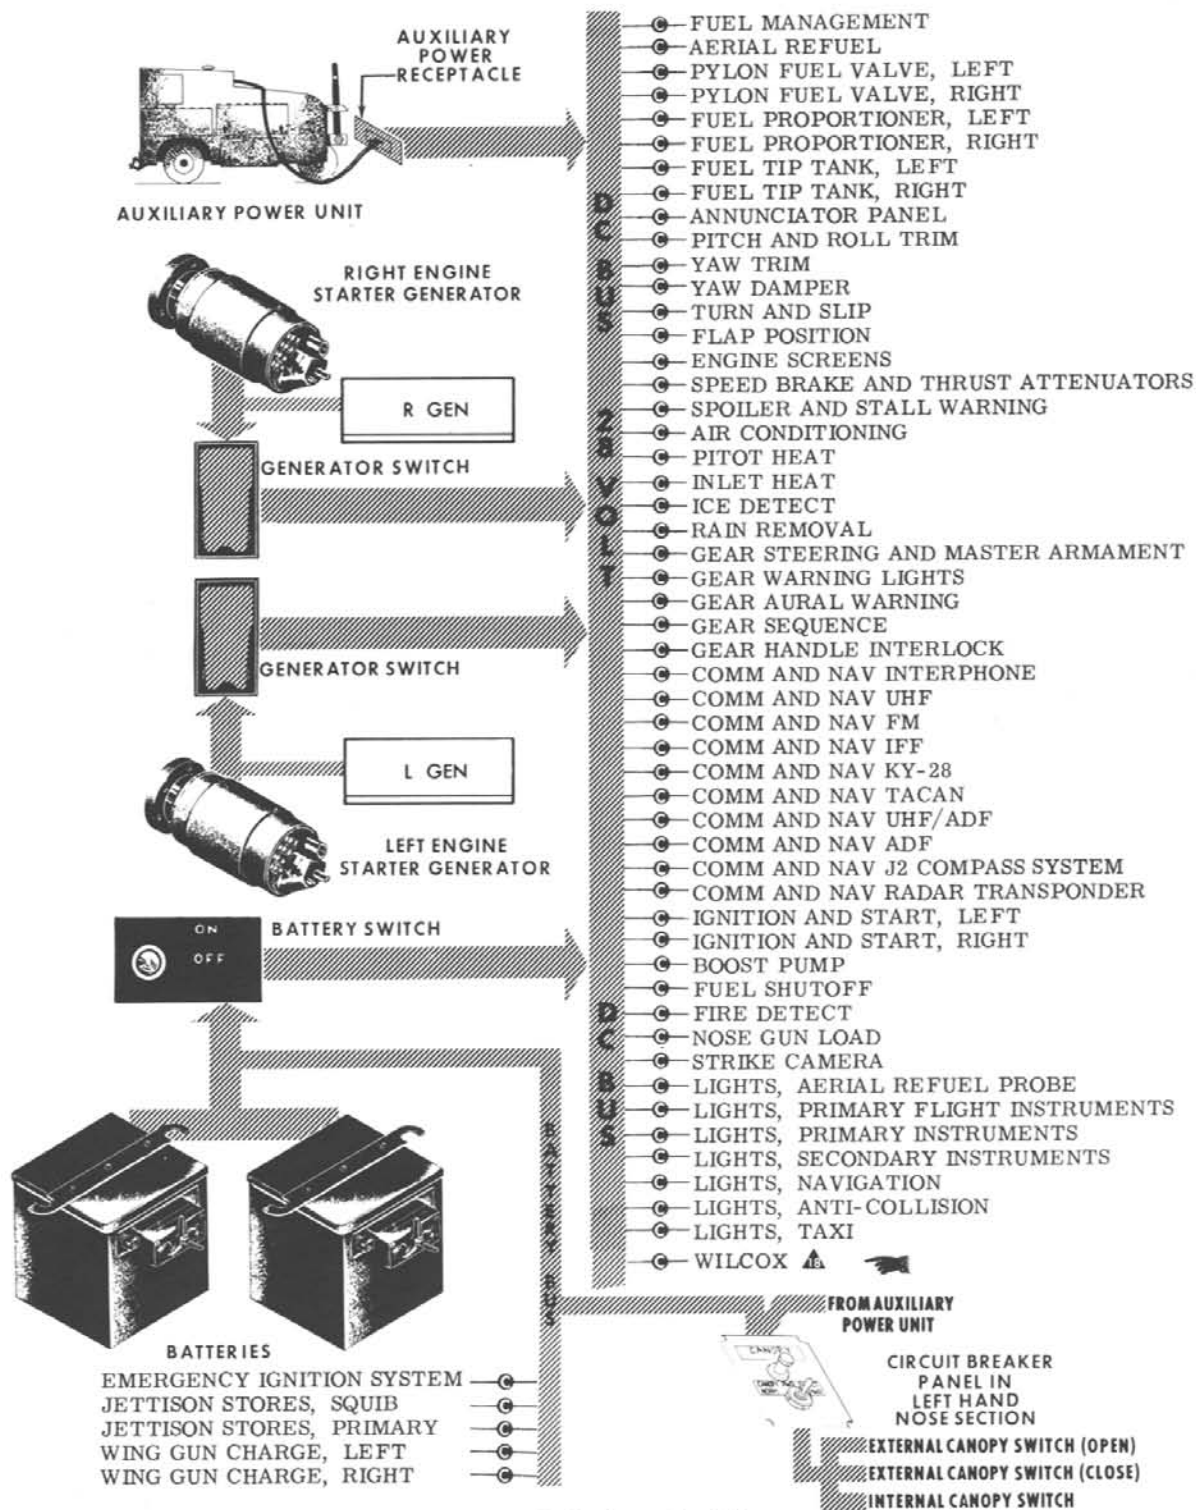 AUXILIARY
POWER
RECEPTACLE
AUXILIARY POWER UNIT
RIGHT ENGINE
STARTER GENERATOR
R GEN
GENERATOR SWITCH
GENERATOR SWITCH
L GEN
LEFT ENGINE
STARTER GENERATOR
ON
OFF
BATTERY SWITCH
BATTERIES
EMERGENCY IGNITION SYSTEM
JETTISON STORES, SQUIB
JETTISON STORES, PRIMARY
WING GUN CHARGE, LEFT
WING GUN CHARGE, RIGHT
BATTERY BUS
DC BUS
28 VOLT
DC BUS
FUEL MANAGEMENT
AERIAL REFUEL
PYLON FUEL VALVE, LEFT
PYLON FUEL VALVE, RIGHT
FUEL PROPORTIONER, LEFT
FUEL PROPORTIONER, RIGHT
FUEL TIP TANK, LEFT
FUEL TIP TANK, RIGHT
ANNUNCIATOR PANEL
PITCH AND ROLL TRIM
YAW TRIM
YAW DAMPER
TURN AND SLIP
FLAP POSITION
ENGINE SCREENS
SPEED BRAKE AND THRUST ATTENUATORS
SPOILER AND STALL WARNING
AIR CONDITIONING
PITOT HEAT
INLET HEAT
ICE DETECT
RAIN REMOVAL
GEAR STEERING AND MASTER ARMAMENT
GEAR WARNING LIGHTS
GEAR AURAL WARNING
GEAR SEQUENCE
GEAR HANDLE INTERLOCK
COMM AND NAV INTERPHONE
COMM AND NAV UHF
COMM AND NAV FM
COMM AND NAV IFF
COMM AND NAV KY-28
COMM AND NAV TACAN
COMM AND NAV UHF/ADF
COMM AND NAV ADF
COMM AND NAV J2 COMPASS SYSTEM
COMM AND NAV RADAR TRANSPONDER
IGNITION AND START, LEFT
IGNITION AND START, RIGHT
BOOST PUMP
FUEL SHUTOFF
FIRE DETECT
NOSE GUN LOAD
STRIKE CAMERA
LIGHTS, AERIAL REFUEL PROBE
LIGHTS, PRIMARY FLIGHT INSTRUMENTS
LIGHTS, PRIMARY INSTRUMENTS
LIGHTS, SECONDARY INSTRUMENTS
LIGHTS, NAVIGATION
LIGHTS, ANTI-COLLISION
LIGHTS, TAXI
WILCOX 18
FROM AUXILIARY
POWER UNIT
CANOPY
CIRCUIT BREAKER
PANEL IN
LEFT HAND
NOSE SECTION
EXTERNAL CANOPY SWITCH (OPEN)
EXTERNAL CANOPY SWITCH (CLOSE)
INTERNAL CANOPY SWITCH